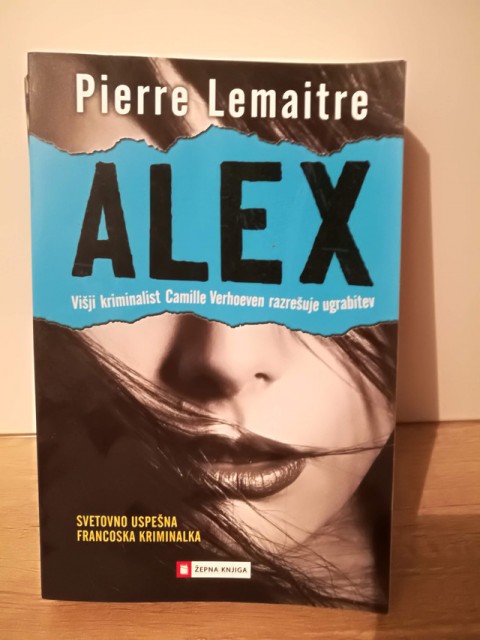 Pierre Lemaitre
ALEX
Višji kriminalist Camille Verhoeven razrešuje ugrabitev
SVETOVNO USPEŠNA
FRANCOSKA KRIMINALKA
ŽEPNA KNJIGA